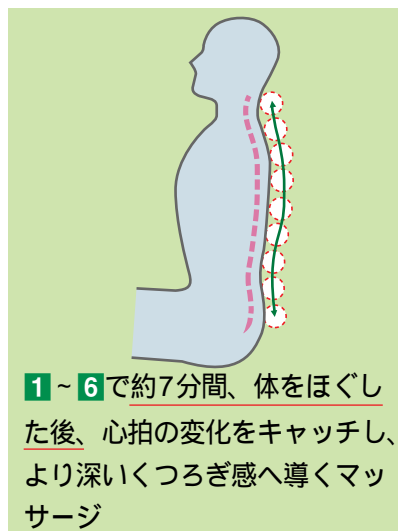 1~6で約7分間、体をほぐし
た後、心拍の変化をキャッチし、
より深いくつろぎ感へ導くマッ
サージ